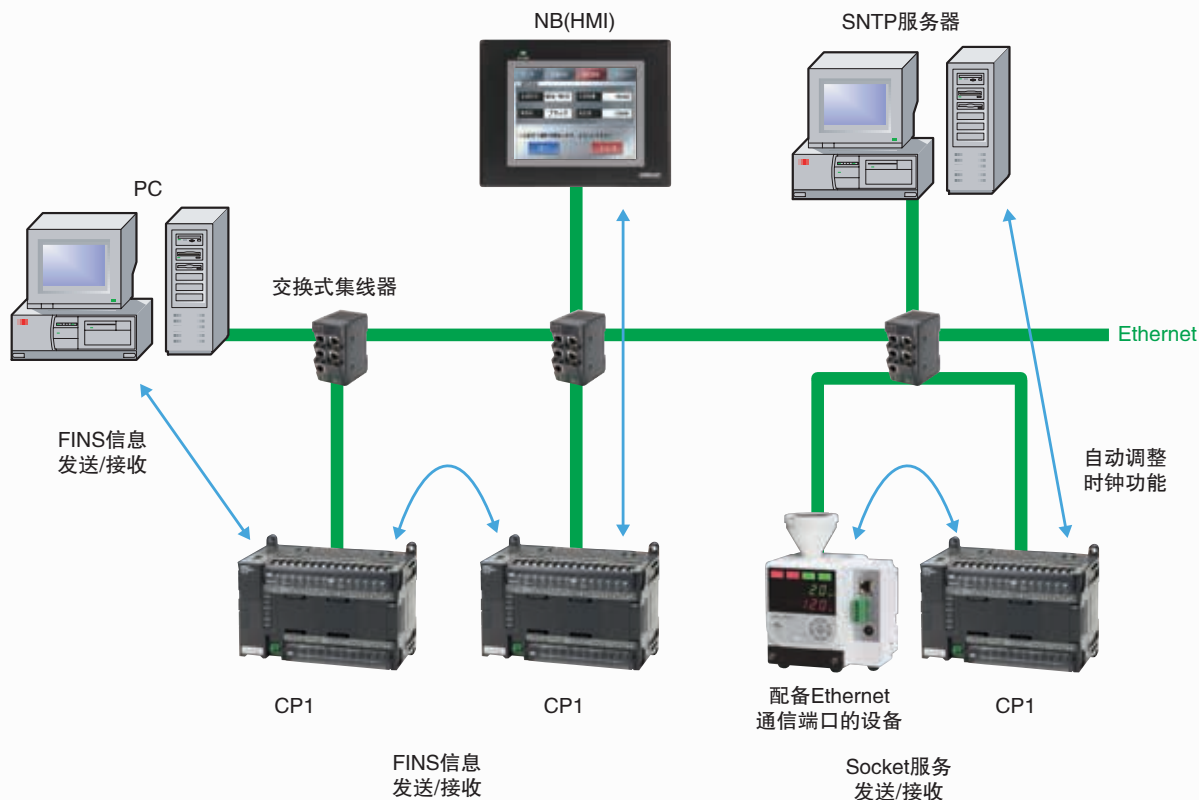 NB(HMI)
SNTP服务器
PC
交换式集线器
Ethernet
FINS信息
发送/接收
自动调整
时钟功能
20
120
CP1
CP1
配备Ethernet
通信端口的设备
CP1
FINS信息
发送/接收
Socket服务
发送/接收